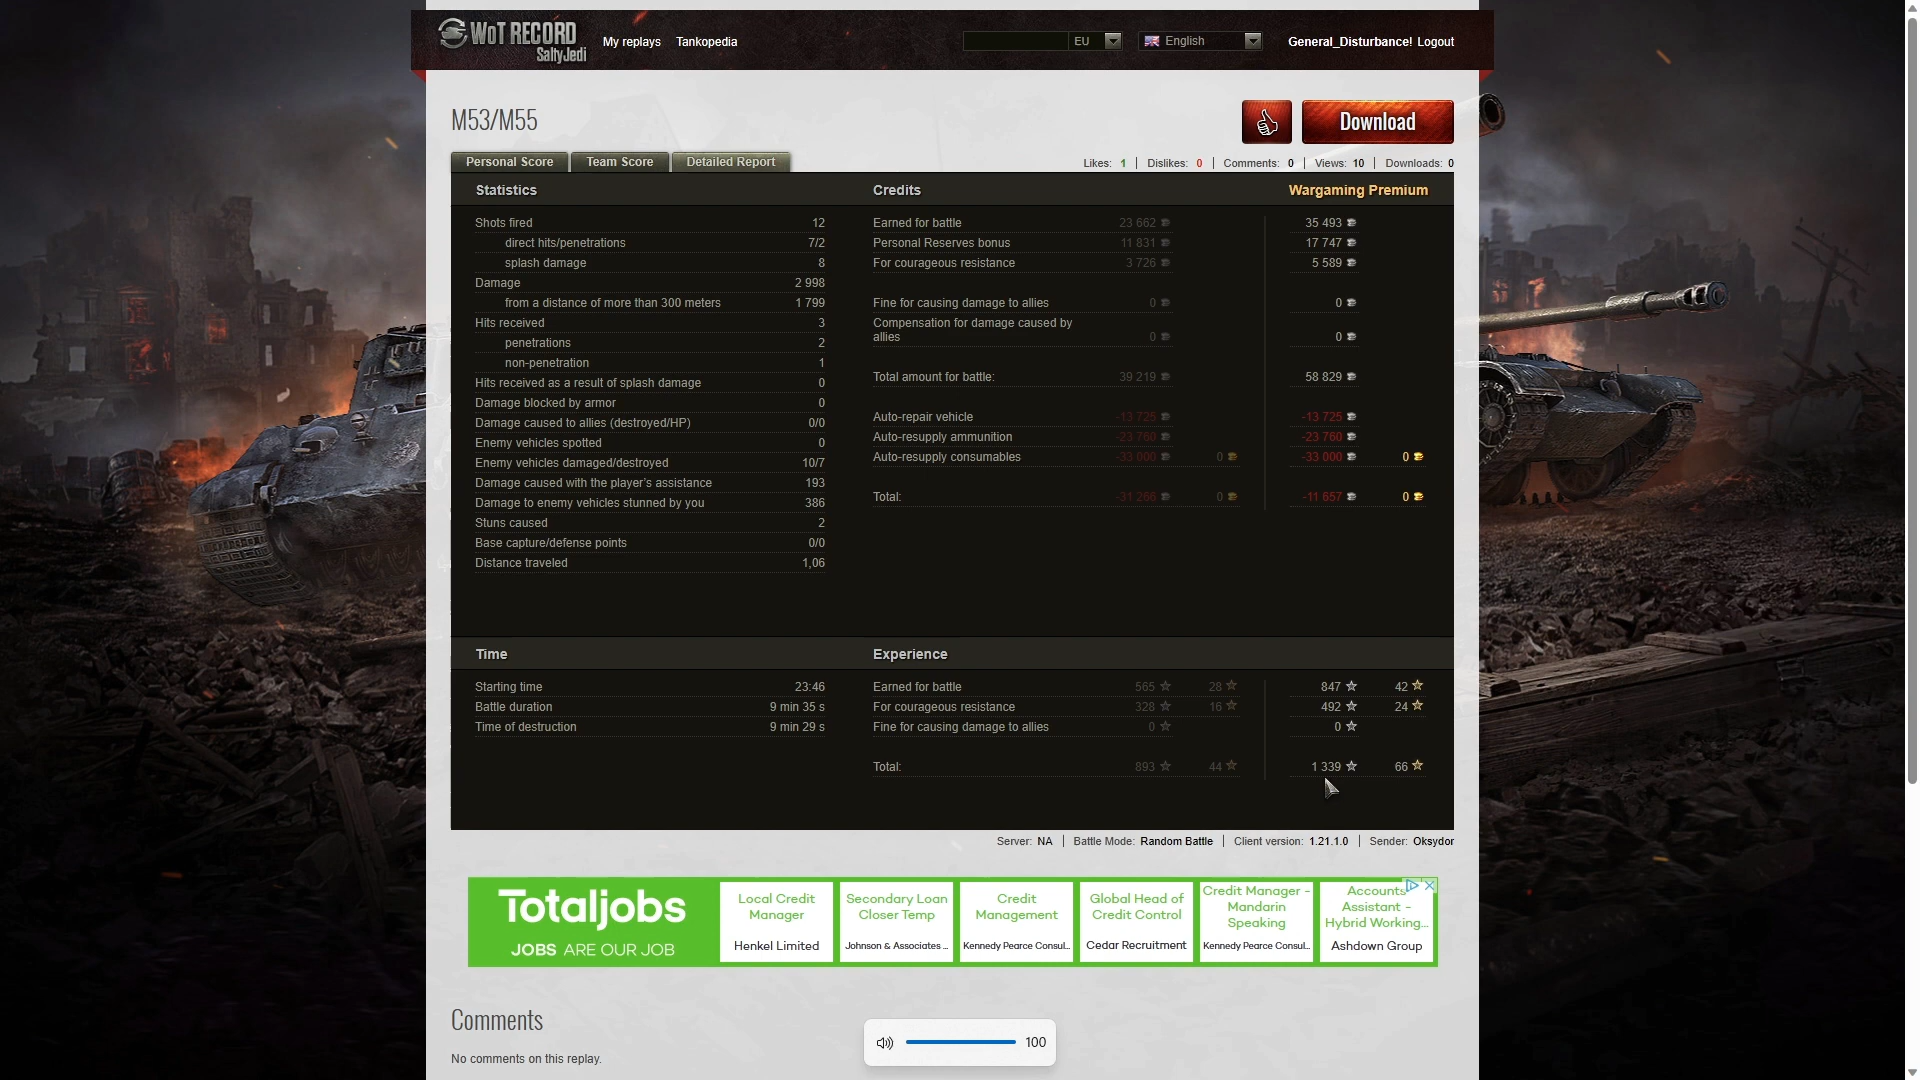 WoT RECORD
SaltyJedi
My replays Tankopedia
EU
English
General_Disturbance! Logout
M53/M55
Download
Personal Score Team Score Detailed Report
Likes: 1 | Dislikes: 0 | Comments: 0 | Views: 10 | Downloads: 0
Statistics Credits Wargaming Premium
Shots fired 12 Earned for battle 23 662 35 493
direct hits/penetrations 7/2 Personal Reserves bonus 11 831 17 747
splash damage 8 For courageous resistance 3 726 5 589
Damage 2 998
from a distance of more than 300 meters 1 799 Fine for causing damage to allies 0 0
Hits received 3 Compensation for damage caused by
allies 0 0
penetrations 2
non-penetration 1
Hits received as a result of splash damage 0 Total amount for battle: 39 219 58 829
Damage blocked by armor 0
Damage caused to allies (destroyed/HP) 0/0 Auto-repair vehicle -13 725 -13 725
Enemy vehicles spotted 0 Auto-resupply ammunition -23 760 -23 760
Enemy vehicles damaged/destroyed 10/7 Auto-resupply consumables -33 000 0 -33 000 0
Damage caused with the player's assistance 193
Damage to enemy vehicles stunned by you 386 Total: -31 266 0 -11 657 0
Stuns caused 2
Base capture/defense points 0/0
Distance traveled 1,06
Time Experience
Starting time 23:46 Earned for battle 565 28 847 42
Battle duration 9 min 35 s For courageous resistance 328 16 492 24
Time of destruction 9 min 29 s Fine for causing damage to allies 0 0
Total: 893 44 1 339 66
Server: NA | Battle Mode: Random Battle | Client version: 1.21.1.0 | Sender: Oksydor
Totaljobs
JOBS ARE OUR JOB
Local Credit
Manager
Henkel Limited
Secondary Loan
Closer Temp
Johnson & Associates ...
Credit
Management
Kennedy Pearce Consul...
Global Head of
Credit Control
Cedar Recruitment
Credit Manager -
Mandarin
Speaking
Kennedy Pearce Consul...
Accounts
Assistant -
Hybrid Working...
Ashdown Group
Comments
No comments on this replay.
100